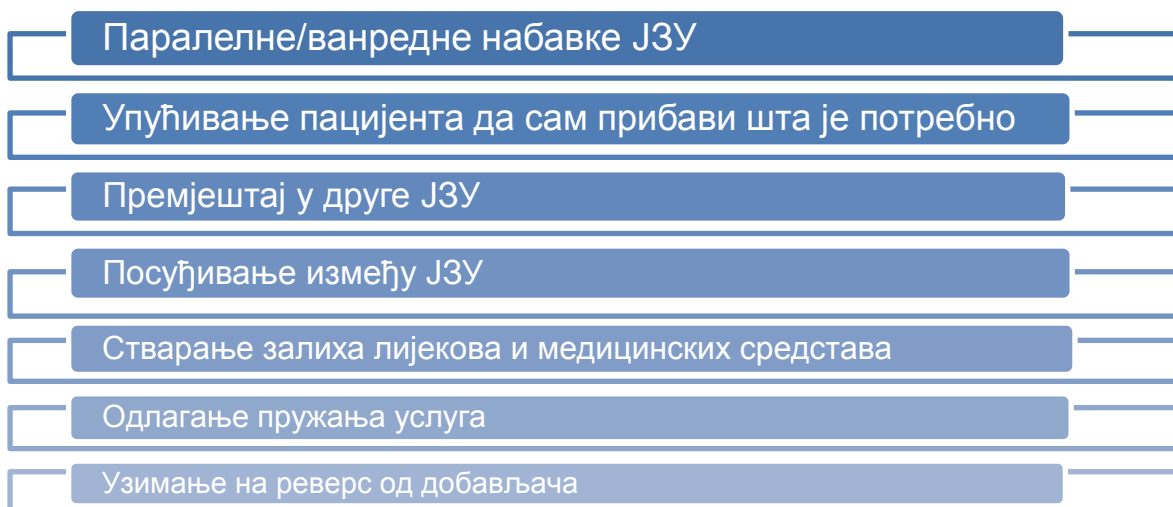 Паралелне/ванредне набавке ЈЗУ
Упућивање пацијента да сам прибави шта је потребно
Премјештај у друге ЈЗУ
Посуђивање између ЈЗУ
Стварање залиха лијекова и медицинских средстава
Одлагање пружања услуга
Узимање на реверс од добављача